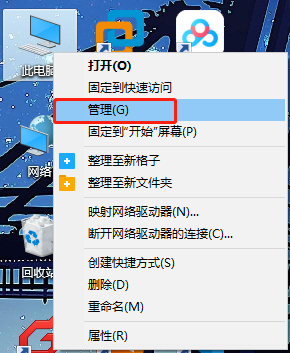 此电脑
打开(O)
固定到快速访问
管理(G)
固定到"开始"屏幕(P)
网络
整理至新格子
整理至新文件夹
映射网络驱动器(N)...
断开网络驱动器的连接(C)...
回收站
创建快捷方式(S)
删除(D)
重命名(M)
属性(R)